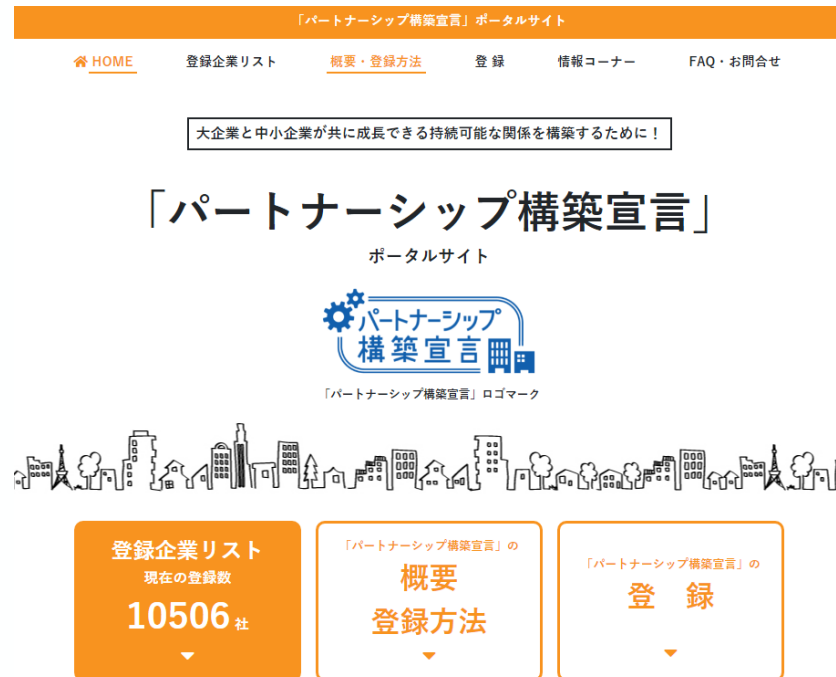 「パートナーシップ構築宣言」ポータルサイト
HOME 登録企業リスト 概要・登録方法 登 録 情報コーナー FAQ・お問合せ
大企業と中小企業が共に成長できる持続可能な関係を構築するために！
「パートナーシップ構築宣言」
ポータルサイト
パートナーシップ
構築宣言
「パートナーシップ構築宣言」ロゴマーク
登録企業リスト
現在の登録数
10506 社
「パートナーシップ構築宣言」の
概要
登録方法
「パートナーシップ構築宣言」の
登 録